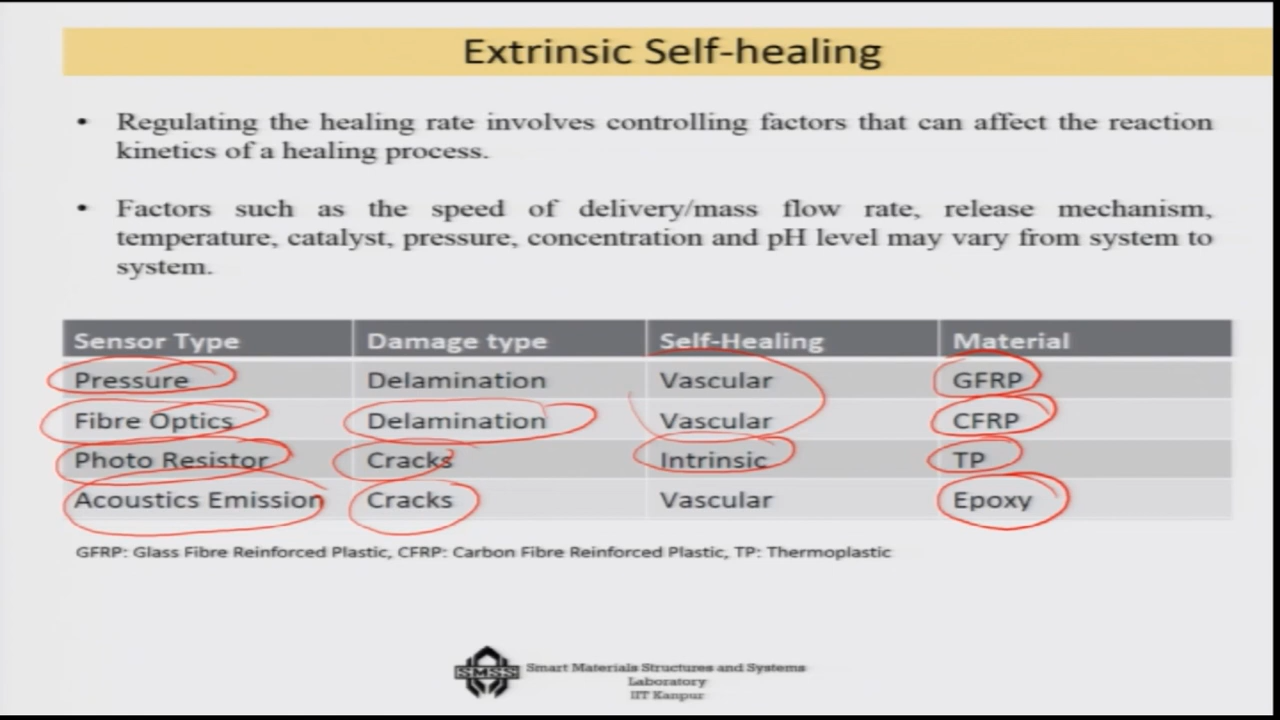 Extrinsic Self-healing
• Regulating the healing rate involves controlling factors that can affect the reaction
kinetics of a healing process.
• Factors such as the speed of delivery/mass flow rate, release mechanism,
temperature, catalyst, pressure, concentration and pH level may vary from system to
system.
Sensor Type Damage type Self-Healing Material
Pressure Delamination Vascular GFRP
Fibre Optics Delamination Vascular CFRP
Photo Resistor Cracks Intrinsic TP
Acoustics Emission Cracks Vascular Epoxy
GFRP: Glass Fibre Reinforced Plastic, CFRP: Carbon Fibre Reinforced Plastic, TP: Thermoplastic
SMSS
Smart Materials Structures and Systems
Laboratory
IIT Kanpur